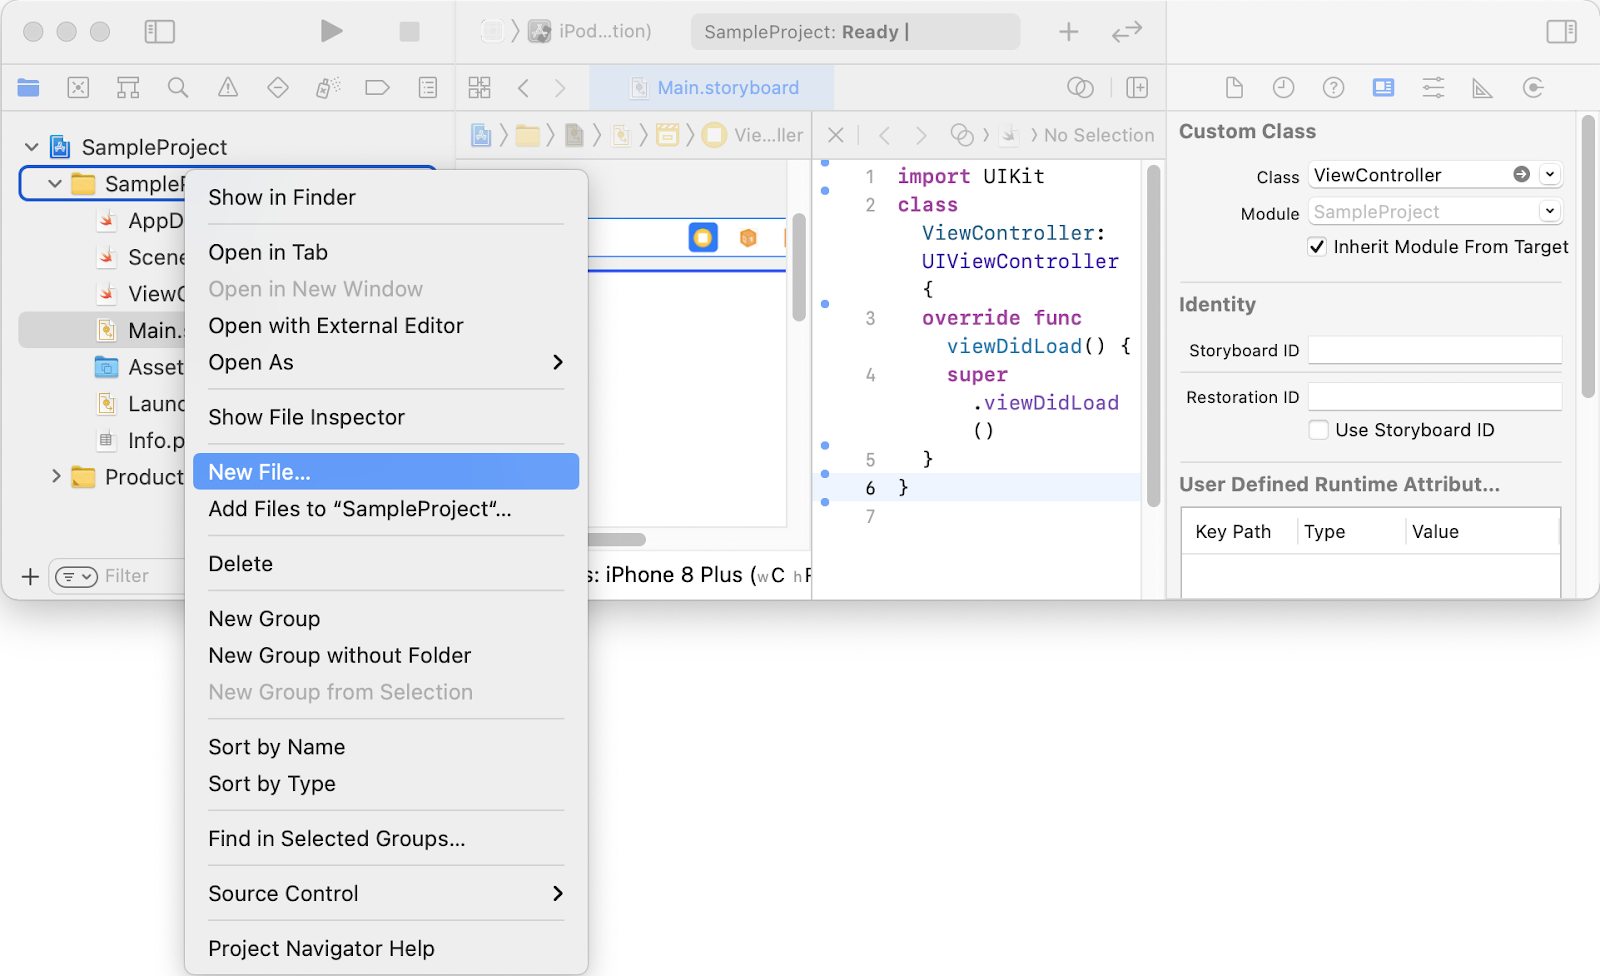 iPod...tion)
SampleProject: Ready |
Main.storyboard
SampleProject
SampleP
AppD
Scene
ViewC
Main.s
Asset
Launc
Info.p
Product
Filter
Show in Finder
Open in Tab
Open in New Window
Open with External Editor
Open As
Show File Inspector
New File...
Add Files to “SampleProject“...
Delete
New Group
New Group without Folder
New Group from Selection
Sort by Name
Sort by Type
Find in Selected Groups...
Source Control
Project Navigator Help
Vie...ller
s: iPhone 8 Plus (wC hR
No Selection
1 import UIKit
2 class
ViewController:
UIViewController
{
3 override func
viewDidLoad() {
4 super
.viewDidLoad
()
5 }
6 }
7
Custom Class
Class ViewController
Module SampleProject
Inherit Module From Target
Identity
Storyboard ID
Restoration ID
Use Storyboard ID
User Defined Runtime Attribut...
Key Path Type Value